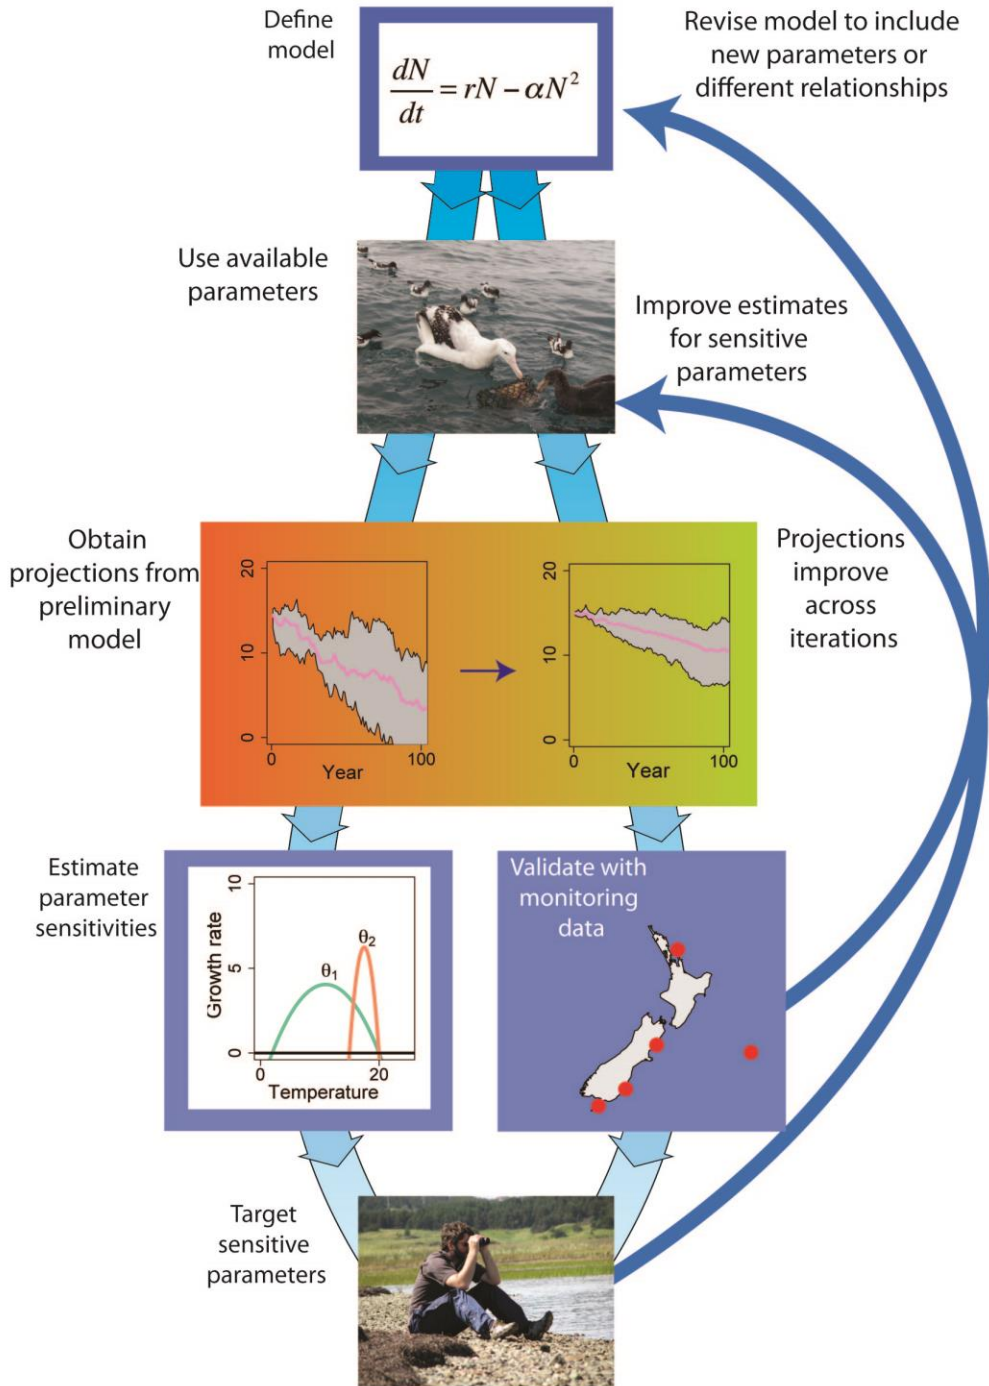 Define
model
dN/dt = rN − αN²
Revise model to include
new parameters or
different relationships
Use available
parameters
Improve estimates
for sensitive
parameters
Obtain
projections from
preliminary
model
20
10
0
0
100
Year
20
10
0
0
100
Year
Projections
improve
across
iterations
Estimate
parameter
sensitivities
10
5
0
Growth rate
θ₁
θ₂
0
20
Temperature
Validate with
monitoring
data
Target
sensitive
parameters